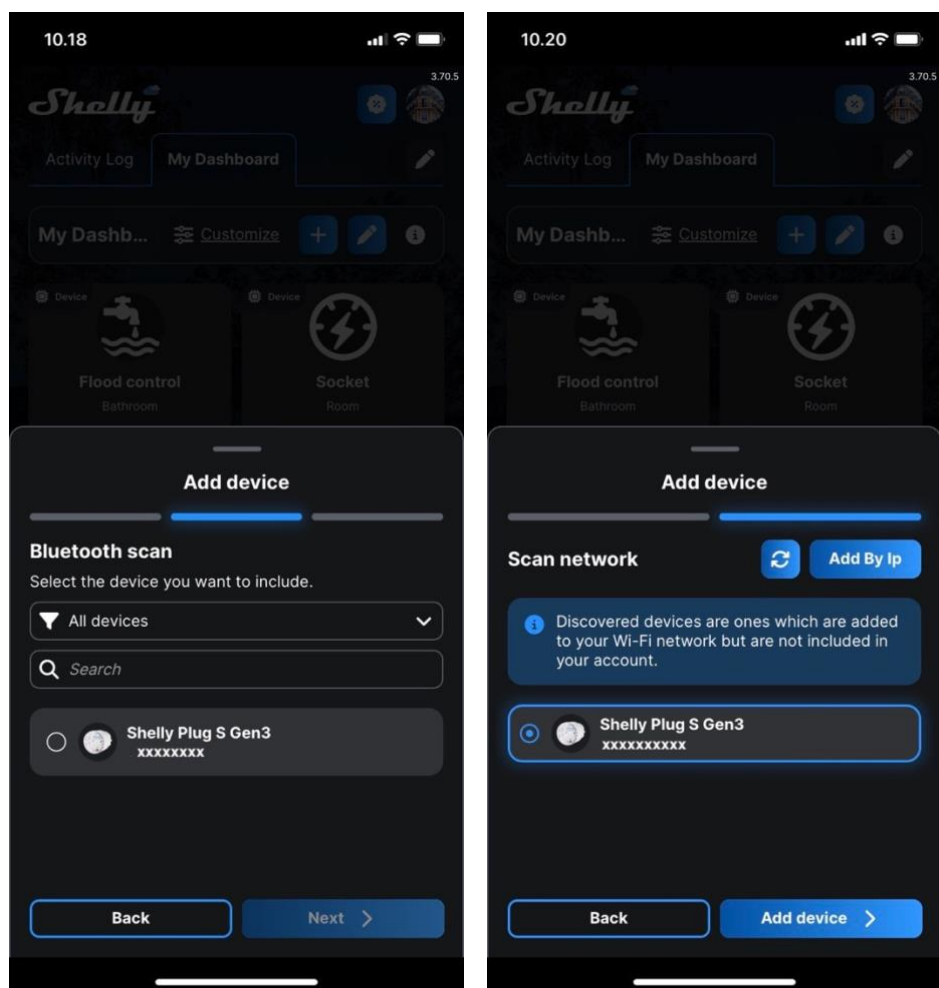 10.18
3.70.5
Shelly
Activity Log
My Dashboard
My Dashb...
Customize
Device
Device
Flood control
Socket
Bathroom
Room
Add device
Bluetooth scan
Select the device you want to include.
All devices
Search
Shelly Plug S Gen3
xxxxxxxx
Back
Next
10.20
3.70.5
Shelly
Activity Log
My Dashboard
My Dashb...
Customize
Device
Device
Flood control
Socket
Bathroom
Room
Add device
Scan network
Add By Ip
Discovered devices are ones which are added
to your Wi-Fi network but are not included in
your account.
Shelly Plug S Gen3
xxxxxxxxxx
Back
Add device